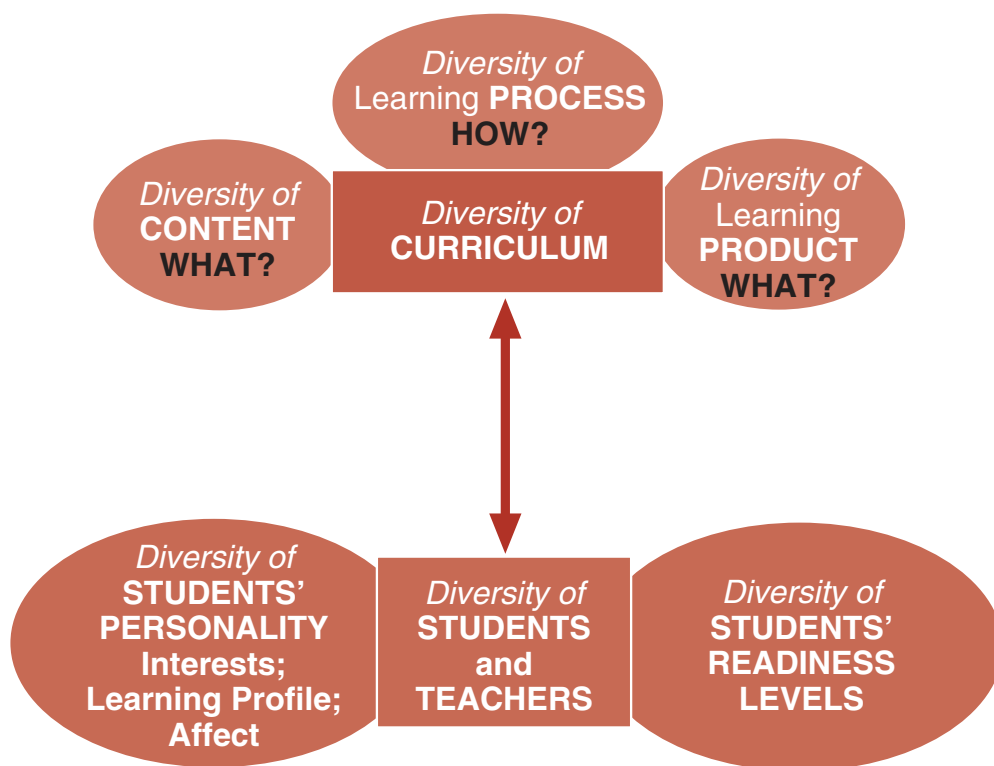 Diversity of
Learning PROCESS
HOW?
Diversity of
CONTENT
WHAT?
Diversity of
CURRICULUM
Diversity of
Learning
PRODUCT
WHAT?
Diversity of
STUDENTS’
PERSONALITY
Interests;
Learning Profile;
Affect
Diversity of
STUDENTS
and
TEACHERS
Diversity of
STUDENTS’
READINESS
LEVELS